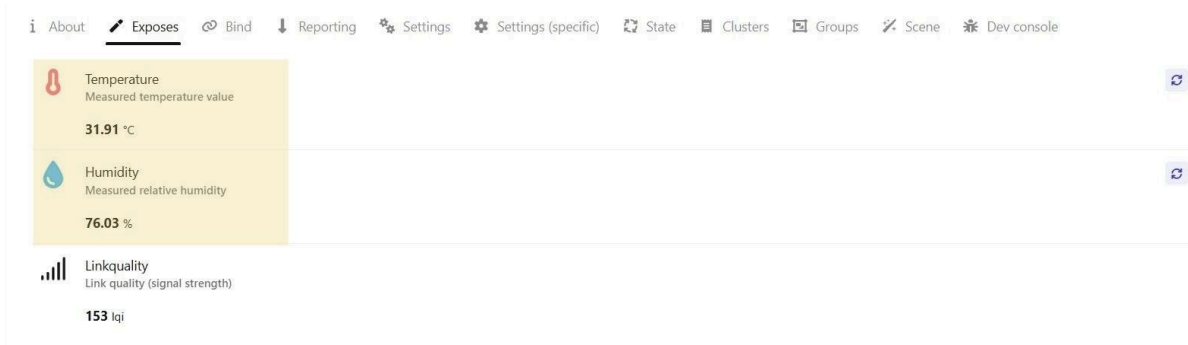 About Exposes Bind Reporting Settings Settings (specific) State Clusters Groups Scene Dev console
Temperature
Measured temperature value
31.91 °C
Humidity
Measured relative humidity
76.03 %
Linkquality
Link quality (signal strength)
153 lqi